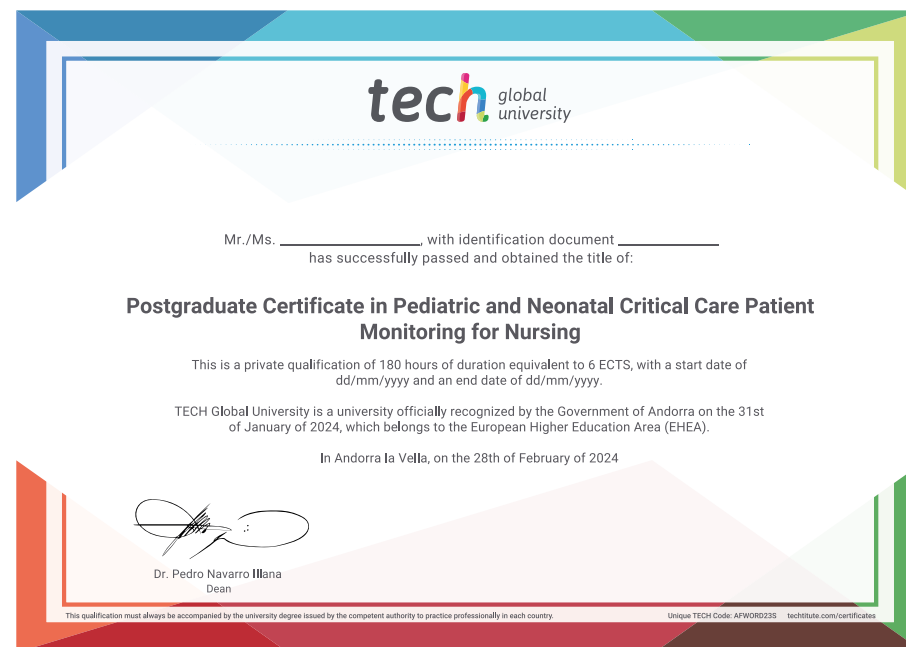 tech global
university
Mr./Ms. ____________, with identification document ____________
has successfully passed and obtained the title of:
Postgraduate Certificate in Pediatric and Neonatal Critical Care Patient
Monitoring for Nursing
This is a private qualification of 180 hours of duration equivalent to 6 ECTS, with a start date of
dd/mm/yyyy and an end date of dd/mm/yyyy.
TECH Global University is a university officially recognized by the Government of Andorra on the 31st
of January of 2024, which belongs to the European Higher Education Area (EHEA).
In Andorra la Vella, on the 28th of February of 2024
Dr. Pedro Navarro Illana
Dean
This qualification must always be accompanied by the university degree issued by the competent authority to practice professionally in each country.
Unique TECH Code: AFWORD23S techtitute.com/certificates